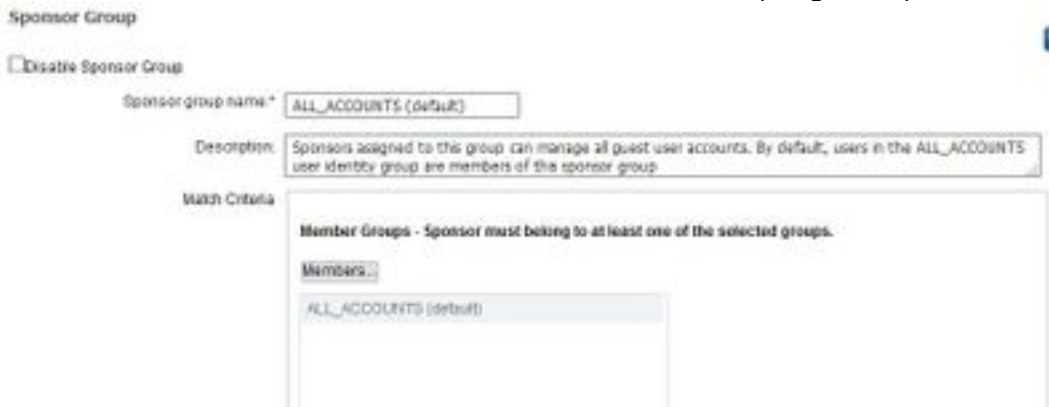 Sponsor Group
Disable Sponsor Group
Sponsor group name:* ALL_ACCOUNTS (default)
Description: Sponsors assigned to this group can manage all guest user accounts. By default, users in the ALL_ACCOUNTS
user identity group are members of this sponsor group
Match Criteria
Member Groups - Sponsor must belong to at least one of the selected groups.
Members...
ALL_ACCOUNTS (default)